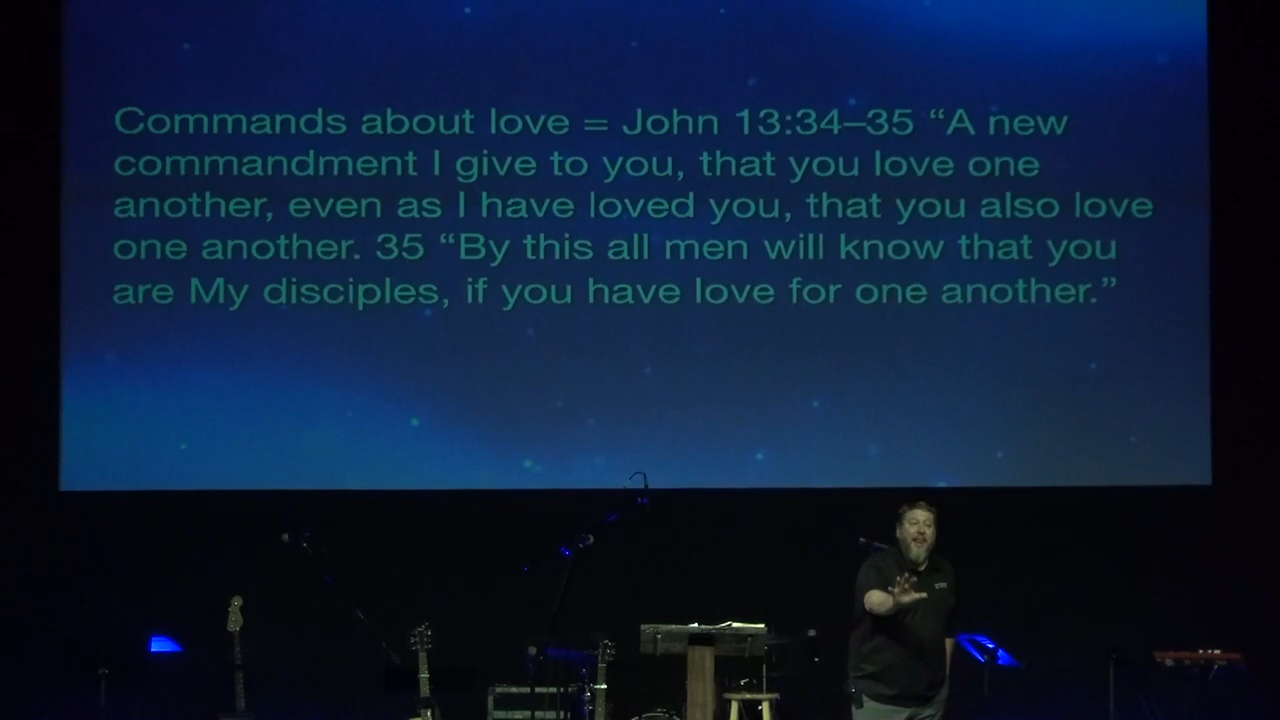 Commands about love = John 13:34–35 “A new
commandment I give to you, that you love one
another, even as I have loved you, that you also love
one another. 35 “By this all men will know that you
are My disciples, if you have love for one another.”